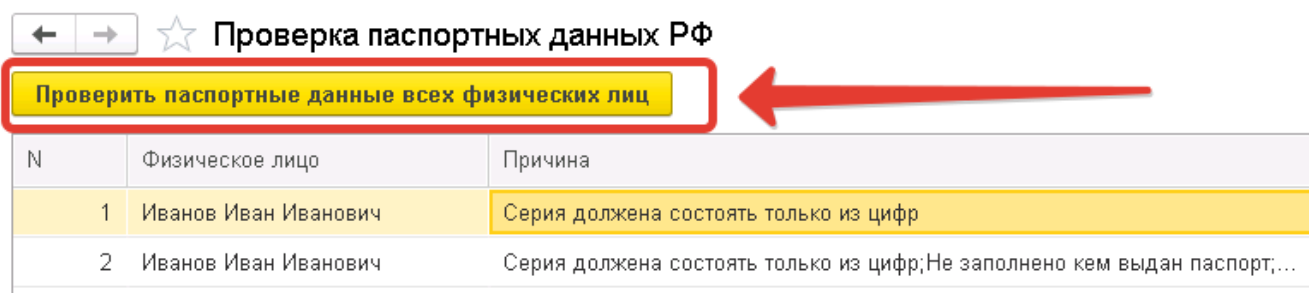 Проверка паспортных данных РФ
Проверить паспортные данные всех физических лиц
N Физическое лицо Причина
1 Иванов Иван Иванович Серия должена состоять только из цифр
2 Иванов Иван Иванович Серия должена состоять только из цифр;Не заполнено кем выдан паспорт;...